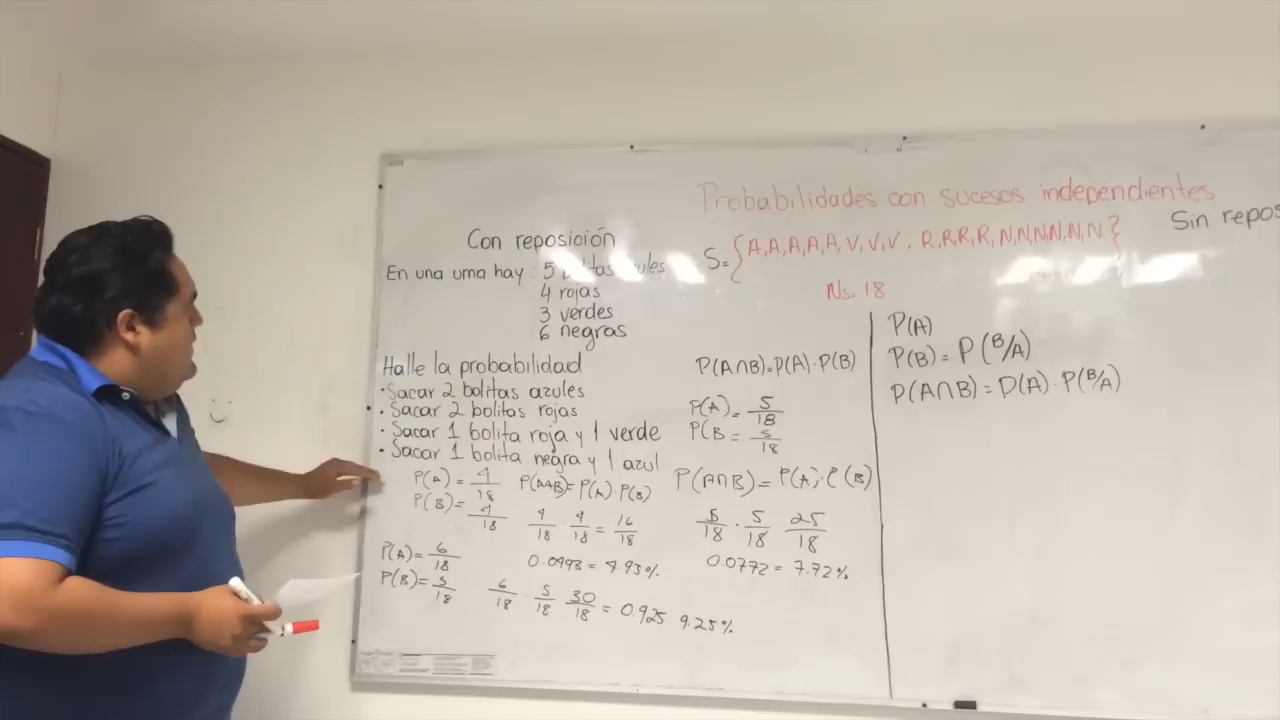 Probabilidades con sucesos independientes
Con reposición
S={A,A,A,A,A,V,V,V. R,R,R,R,N,N,N,N,N,N}
Sin repos
En una urna hay : 5 bolitas azules
4 rojas
3 verdes
6 negras
Ns=18
Halle la probabilidad
• Sacar 2 bolitas azules
• Sacar 2 bolitas rojas
• Sacar 1 bolita roja y 1 verde
• Sacar 1 bolita negra y 1 azul
P(A∩B)=P(A)·P(B)
P(A)= 5/18
P(B = 5/18
P(A)= 4/18
P(B)= 4/18
P(A∩B)=P(A)·P(B)
4/18 · 4/18 = 16/18
0.0493 = 4.93%
P(A∩B)=P(A)·P(B)
5/18 · 5/18 25/18
0.0772 = 7.72%
P(A)= 6/18
P(B)= 5/18
6/18 · 5/18 30/18 = 0.925 9.25%
P(A)
P(B)= P(B/A)
P(A∩B)= P(A)·P(B/A)